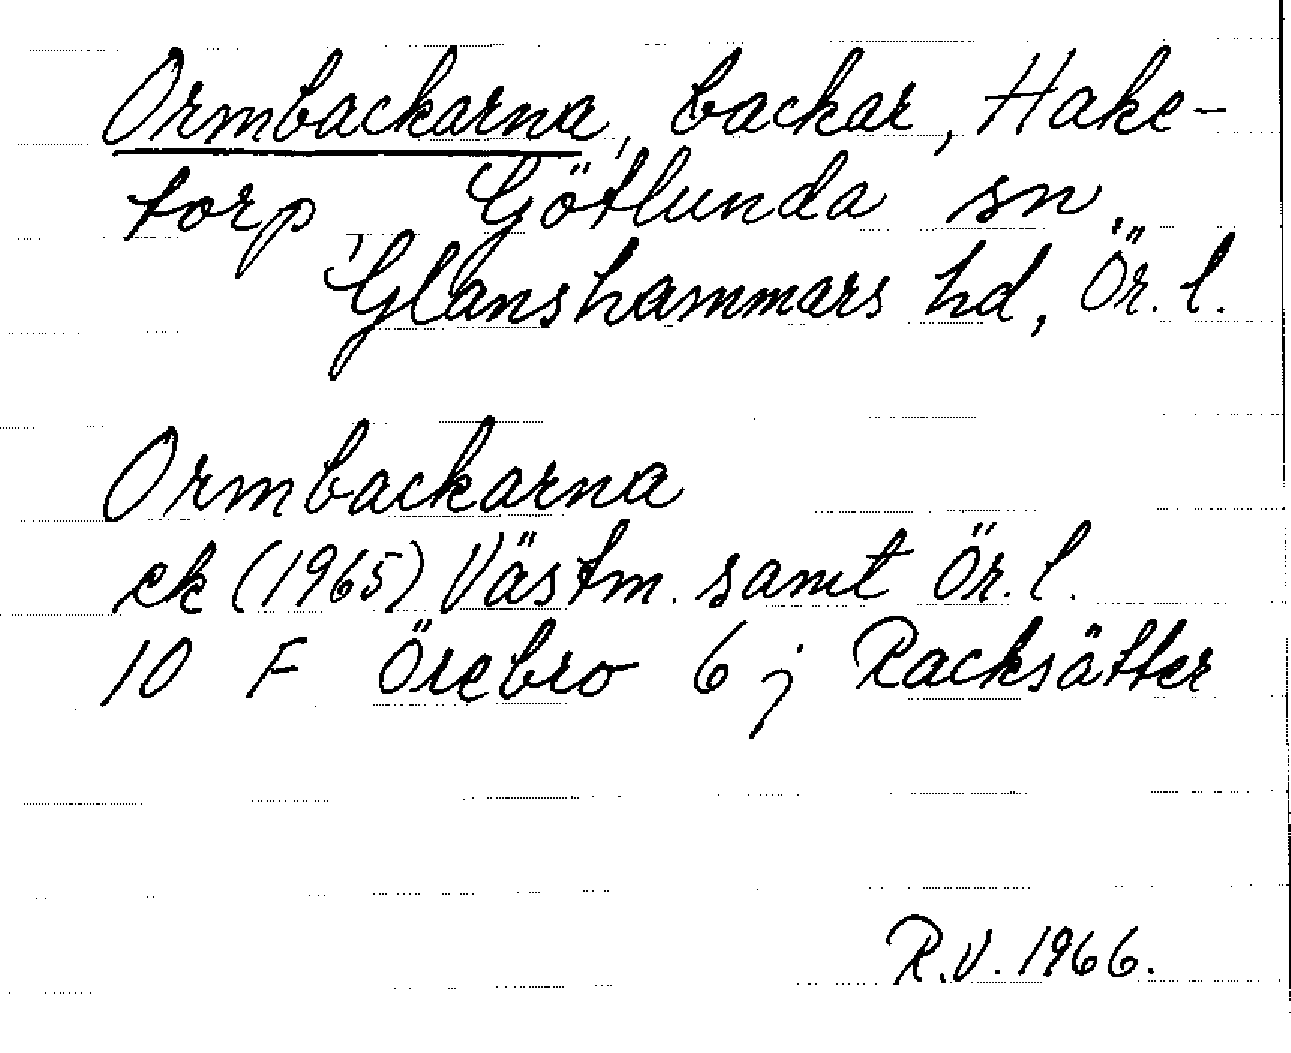 Ormbackarna, backar, Hake-
torp, Götlunda sn,
Glanshammars hd, Ör. l.
Ormbackarna
ek (1965) Västm. samt Ör. l.
10 F Örebro 6 j Racksätter
R.V. 1966.